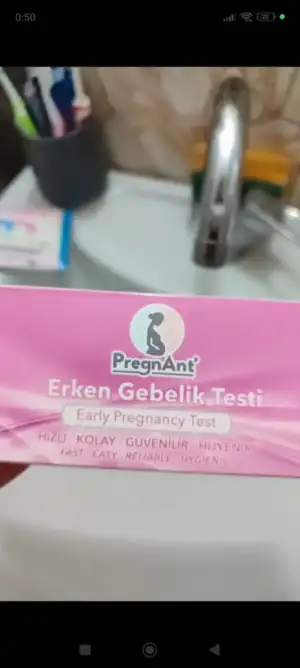 0:50
PregnAnt
Erken Gebelik Testi
Early Pregnancy Test
HIZLI KOLAY GÜVENİLİR HİJYENİK
FAST EASY RELIABLE HYGIENIC